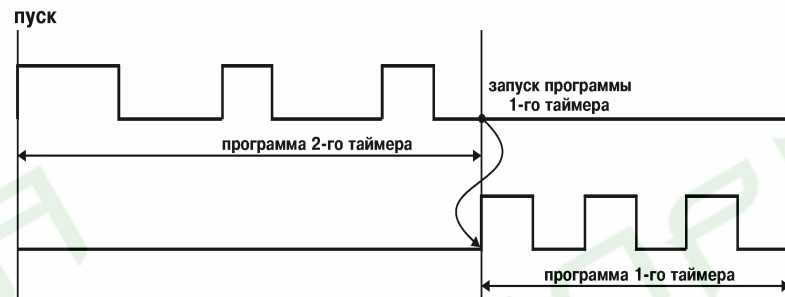 пуск
запуск программы
1-го таймера
программа 2-го таймера
программа 1-го таймера